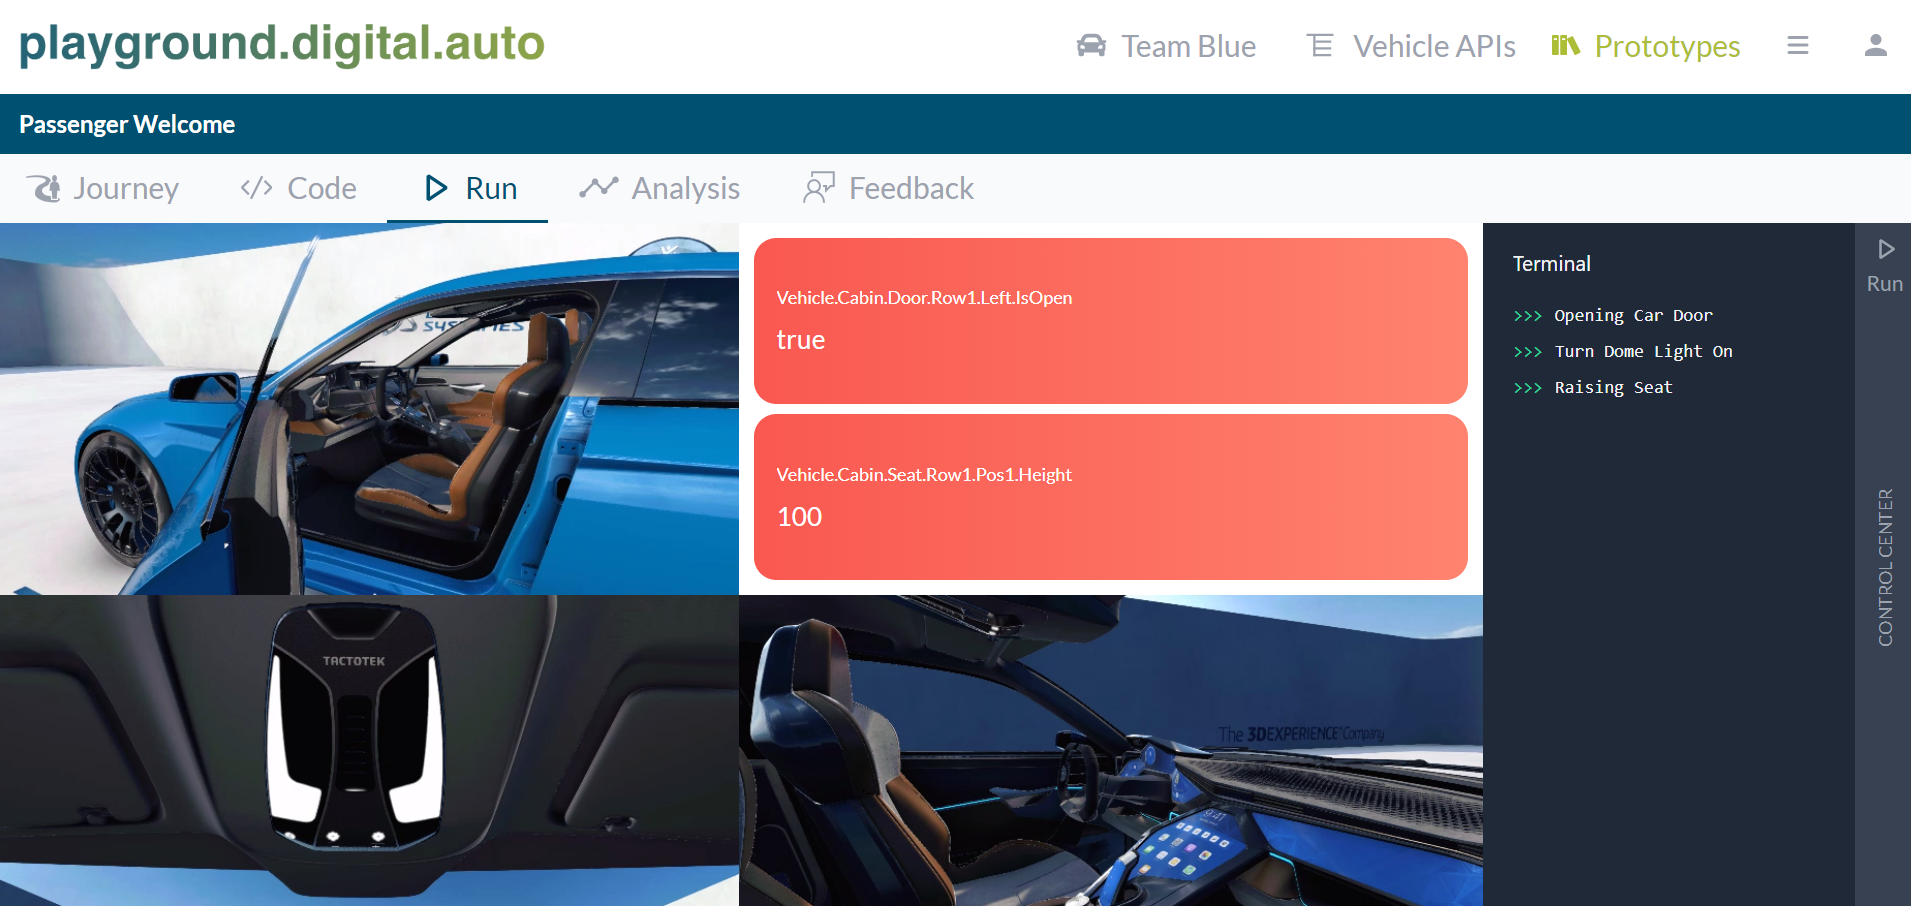 playground.digital.auto
Team Blue
Vehicle APIs
Prototypes
Passenger Welcome
Journey
Code
Run
Analysis
Feedback
Vehicle.Cabin.Door.Row1.Left.IsOpen
true
Vehicle.Cabin.Seat.Row1.Pos1.Height
100
Terminal
>>> Opening Car Door
>>> Turn Dome Light On
>>> Raising Seat
Run
CONTROL CENTER
TACTOTEK
The 3DEXPERIENCE Company
9:41